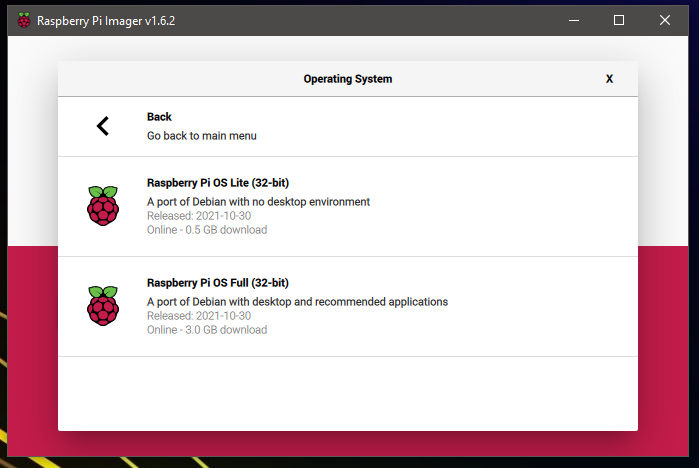 Raspberry Pi Imager v1.6.2
Operating System
X
Back
Go back to main menu
Raspberry Pi OS Lite (32-bit)
A port of Debian with no desktop environment
Released: 2021-10-30
Online - 0.5 GB download
Raspberry Pi OS Full (32-bit)
A port of Debian with desktop and recommended applications
Released: 2021-10-30
Online - 3.0 GB download